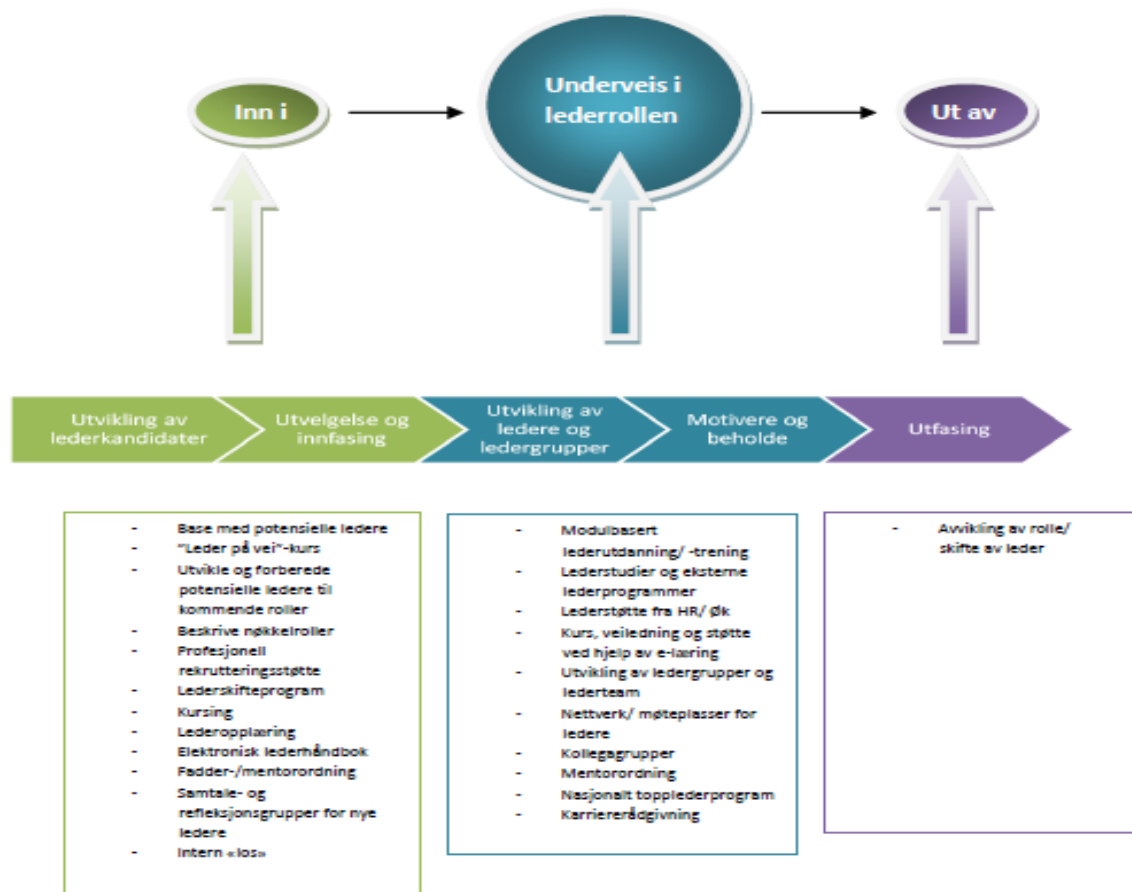 Inn i
Underveis i
lederrollen
Ut av
Utvikling av
lederkandidater
Utvelgelse og
innfasing
Utvikling av
ledere og
ledergrupper
Motivere og
beholde
Utfasing
- Base med potensielle ledere
- "Leder på vei"-kurs
- Utvikle og forberede
potensielle ledere til
kommende roller
- Beskrive nøkkelroller
- Profesjonell
rekrutteringsstøtte
- Lederskifteprogram
- Kursing
- Lederopplæring
- Elektronisk lederhåndbok
- Fadder-/mentorordning
- Samtale- og
refleksjonsgrupper for nye
ledere
- Intern «los»
- Modulbasert
lederutdanning/ -trening
- Lederstudier og eksterne
lederprogrammer
- Lederstøtte fra HR/ Øk
- Kurs, veiledning og støtte
ved hjelp av e-læring
- Utvikling av ledergrupper og
lederteam
- Nettverk/ møteplasser for
ledere
- Kollegagrupper
- Mentorordning
- Nasjonalt topplederprogram
- Karriererådgivning
- Avvikling av rolle/
skifte av leder